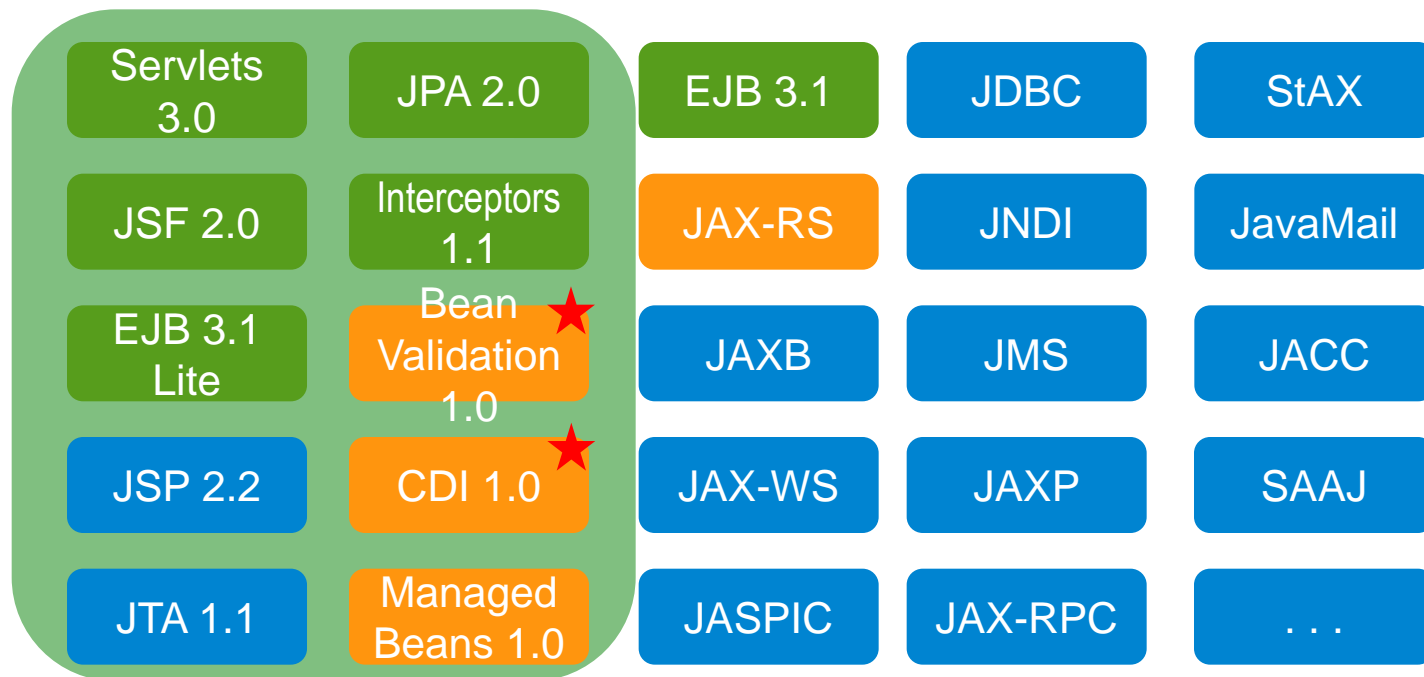 Servlets
3.0
JPA 2.0
EJB 3.1
JDBC
StAX
JSF 2.0
Interceptors
1.1
JAX-RS
JNDI
JavaMail
EJB 3.1
Lite
Bean
Validation
1.0
JAXB
JMS
JACC
JSP 2.2
CDI 1.0
JAX-WS
JAXP
SAAJ
JTA 1.1
Managed
Beans 1.0
JASPIC
JAX-RPC
. . .